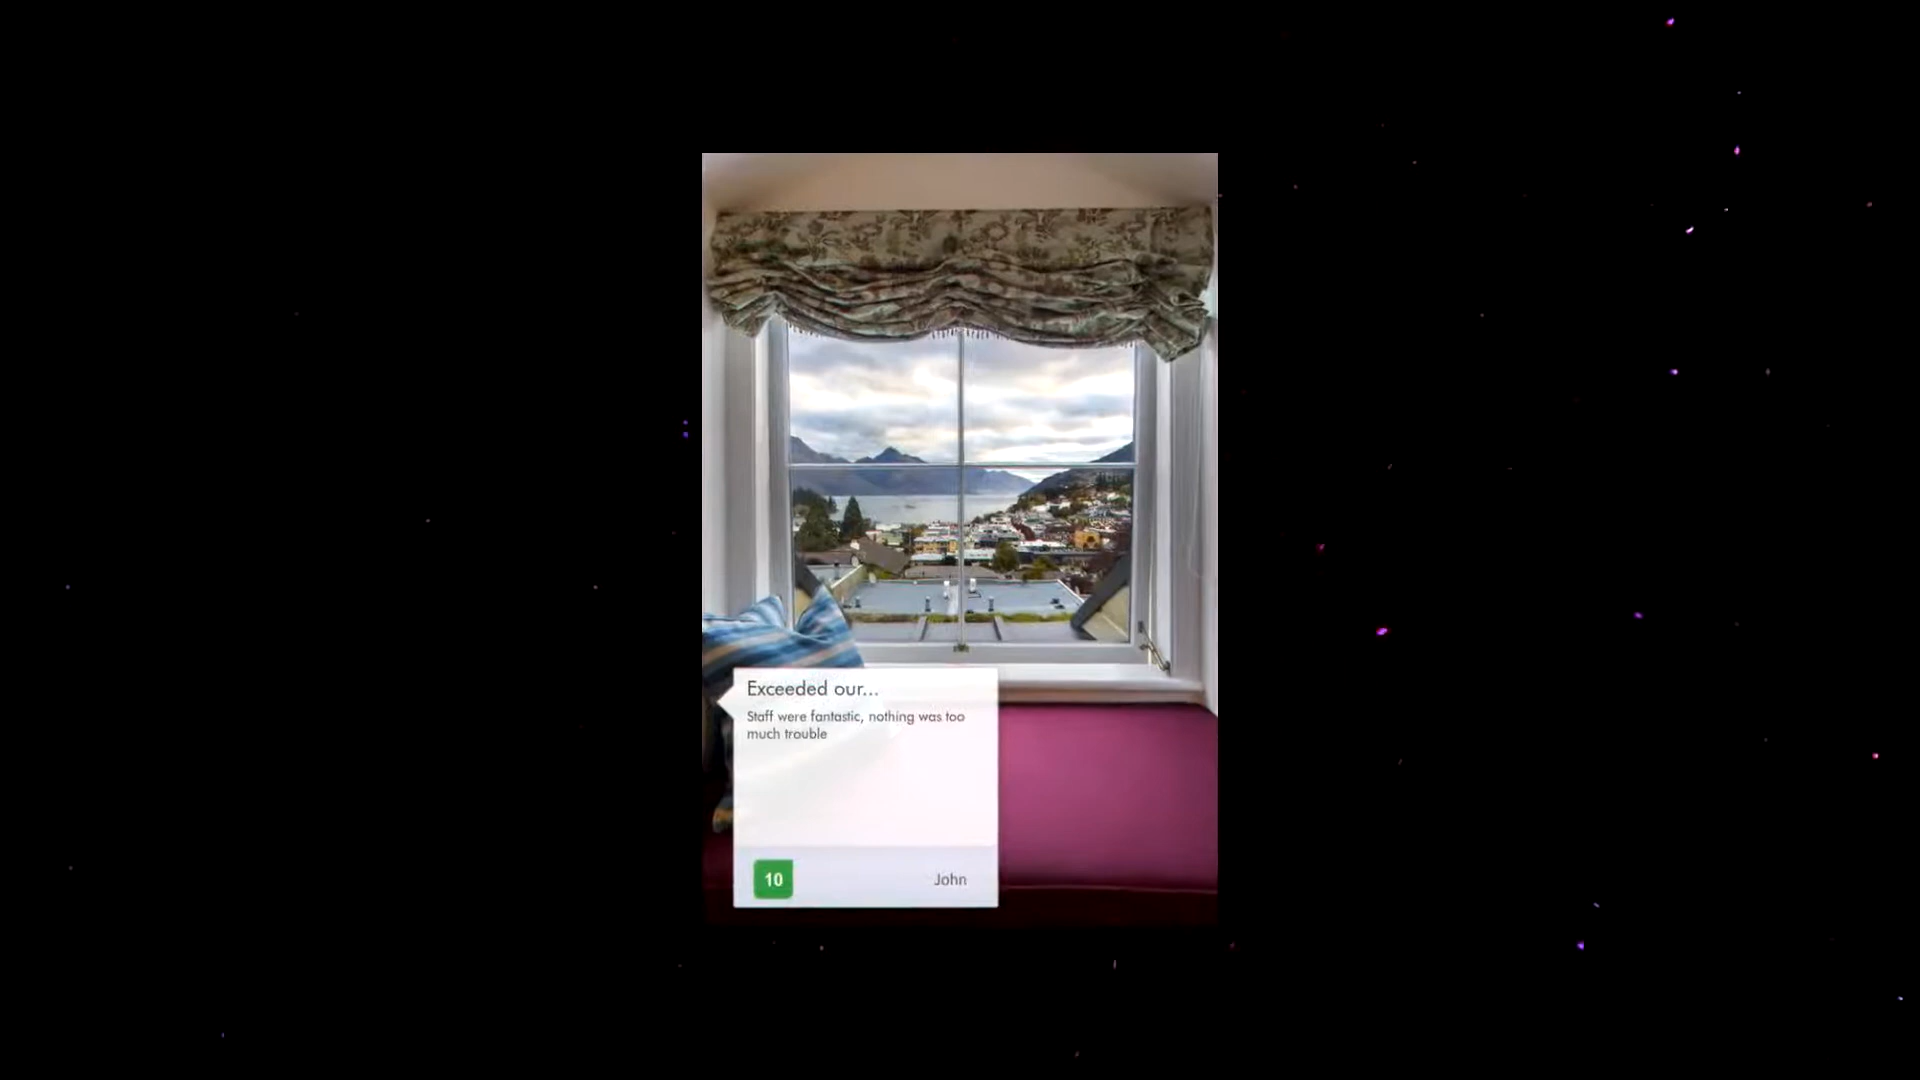 Exceeded our...
Staff were fantastic, nothing was too
much trouble
10
John